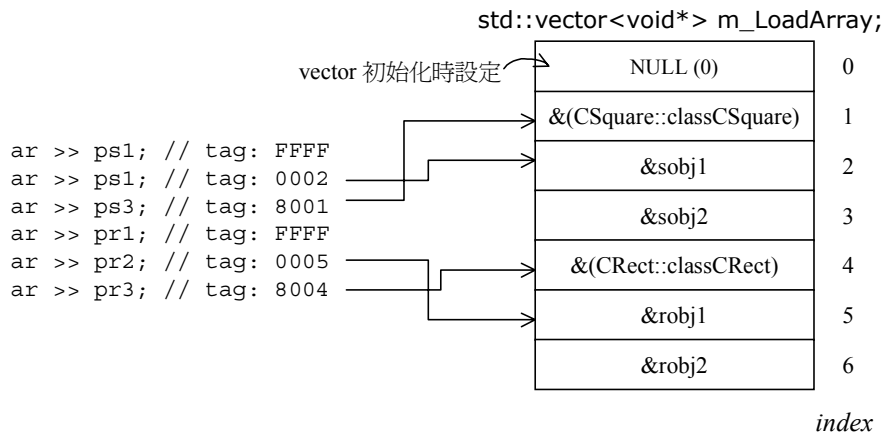 std::vector<void*> m_LoadArray;
vector 初始化時設定
NULL (0) 0
&(CSquare::classCSquare) 1
&sobj1 2
&sobj2 3
&(CRect::classCRect) 4
&robj1 5
&robj2 6
index
ar >> ps1; // tag: FFFF
ar >> ps1; // tag: 0002
ar >> ps3; // tag: 8001
ar >> pr1; // tag: FFFF
ar >> pr2; // tag: 0005
ar >> pr3; // tag: 8004